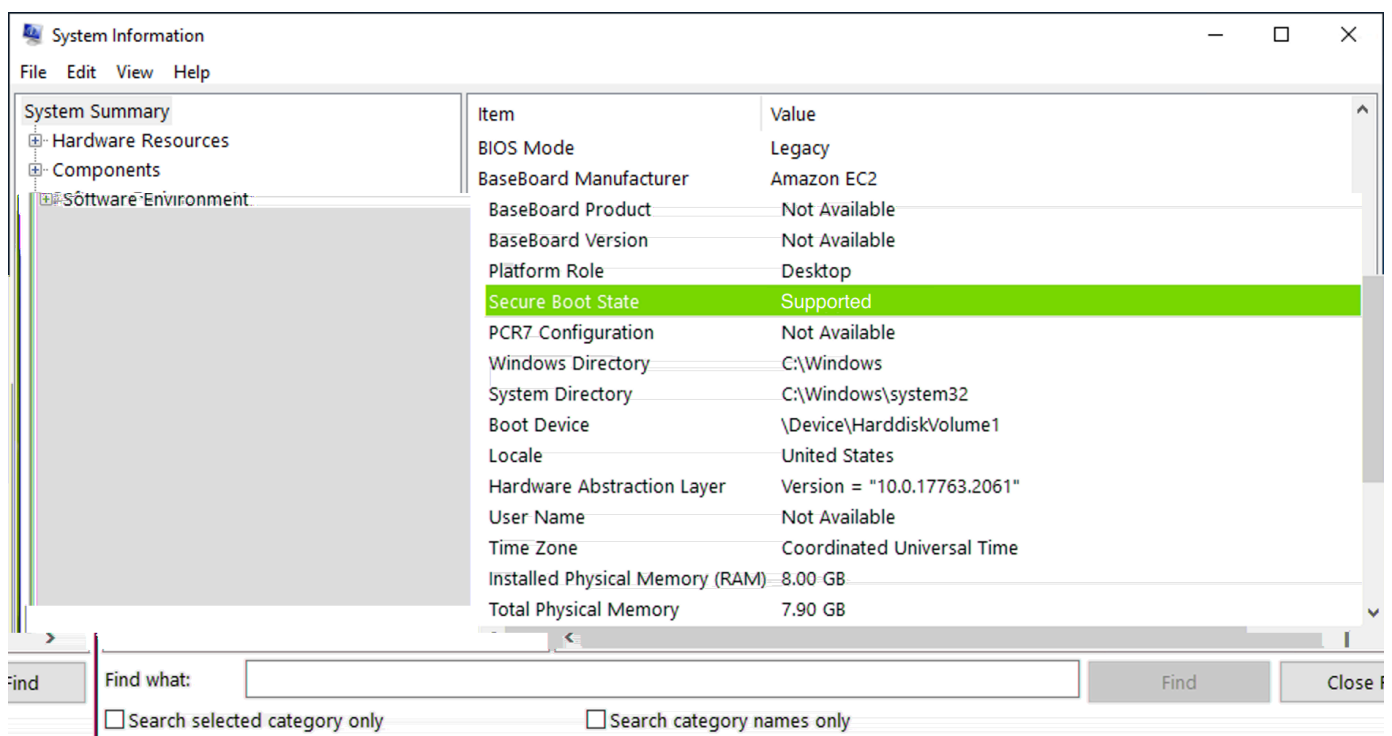 System Information
File Edit View Help
System Summary
Hardware Resources
Components
Software Environment
Item Value
BIOS Mode Legacy
BaseBoard Manufacturer Amazon EC2
BaseBoard Product Not Available
BaseBoard Version Not Available
Platform Role Desktop
Secure Boot State Supported
PCR7 Configuration Not Available
Windows Directory C:\Windows
System Directory C:\Windows\system32
Boot Device \Device\HarddiskVolume1
Locale United States
Hardware Abstraction Layer Version = "10.0.17763.2061"
User Name Not Available
Time Zone Coordinated Universal Time
Installed Physical Memory (RAM) 8.00 GB
Total Physical Memory 7.90 GB
Find Find what: Find Close
Search selected category only Search category names only